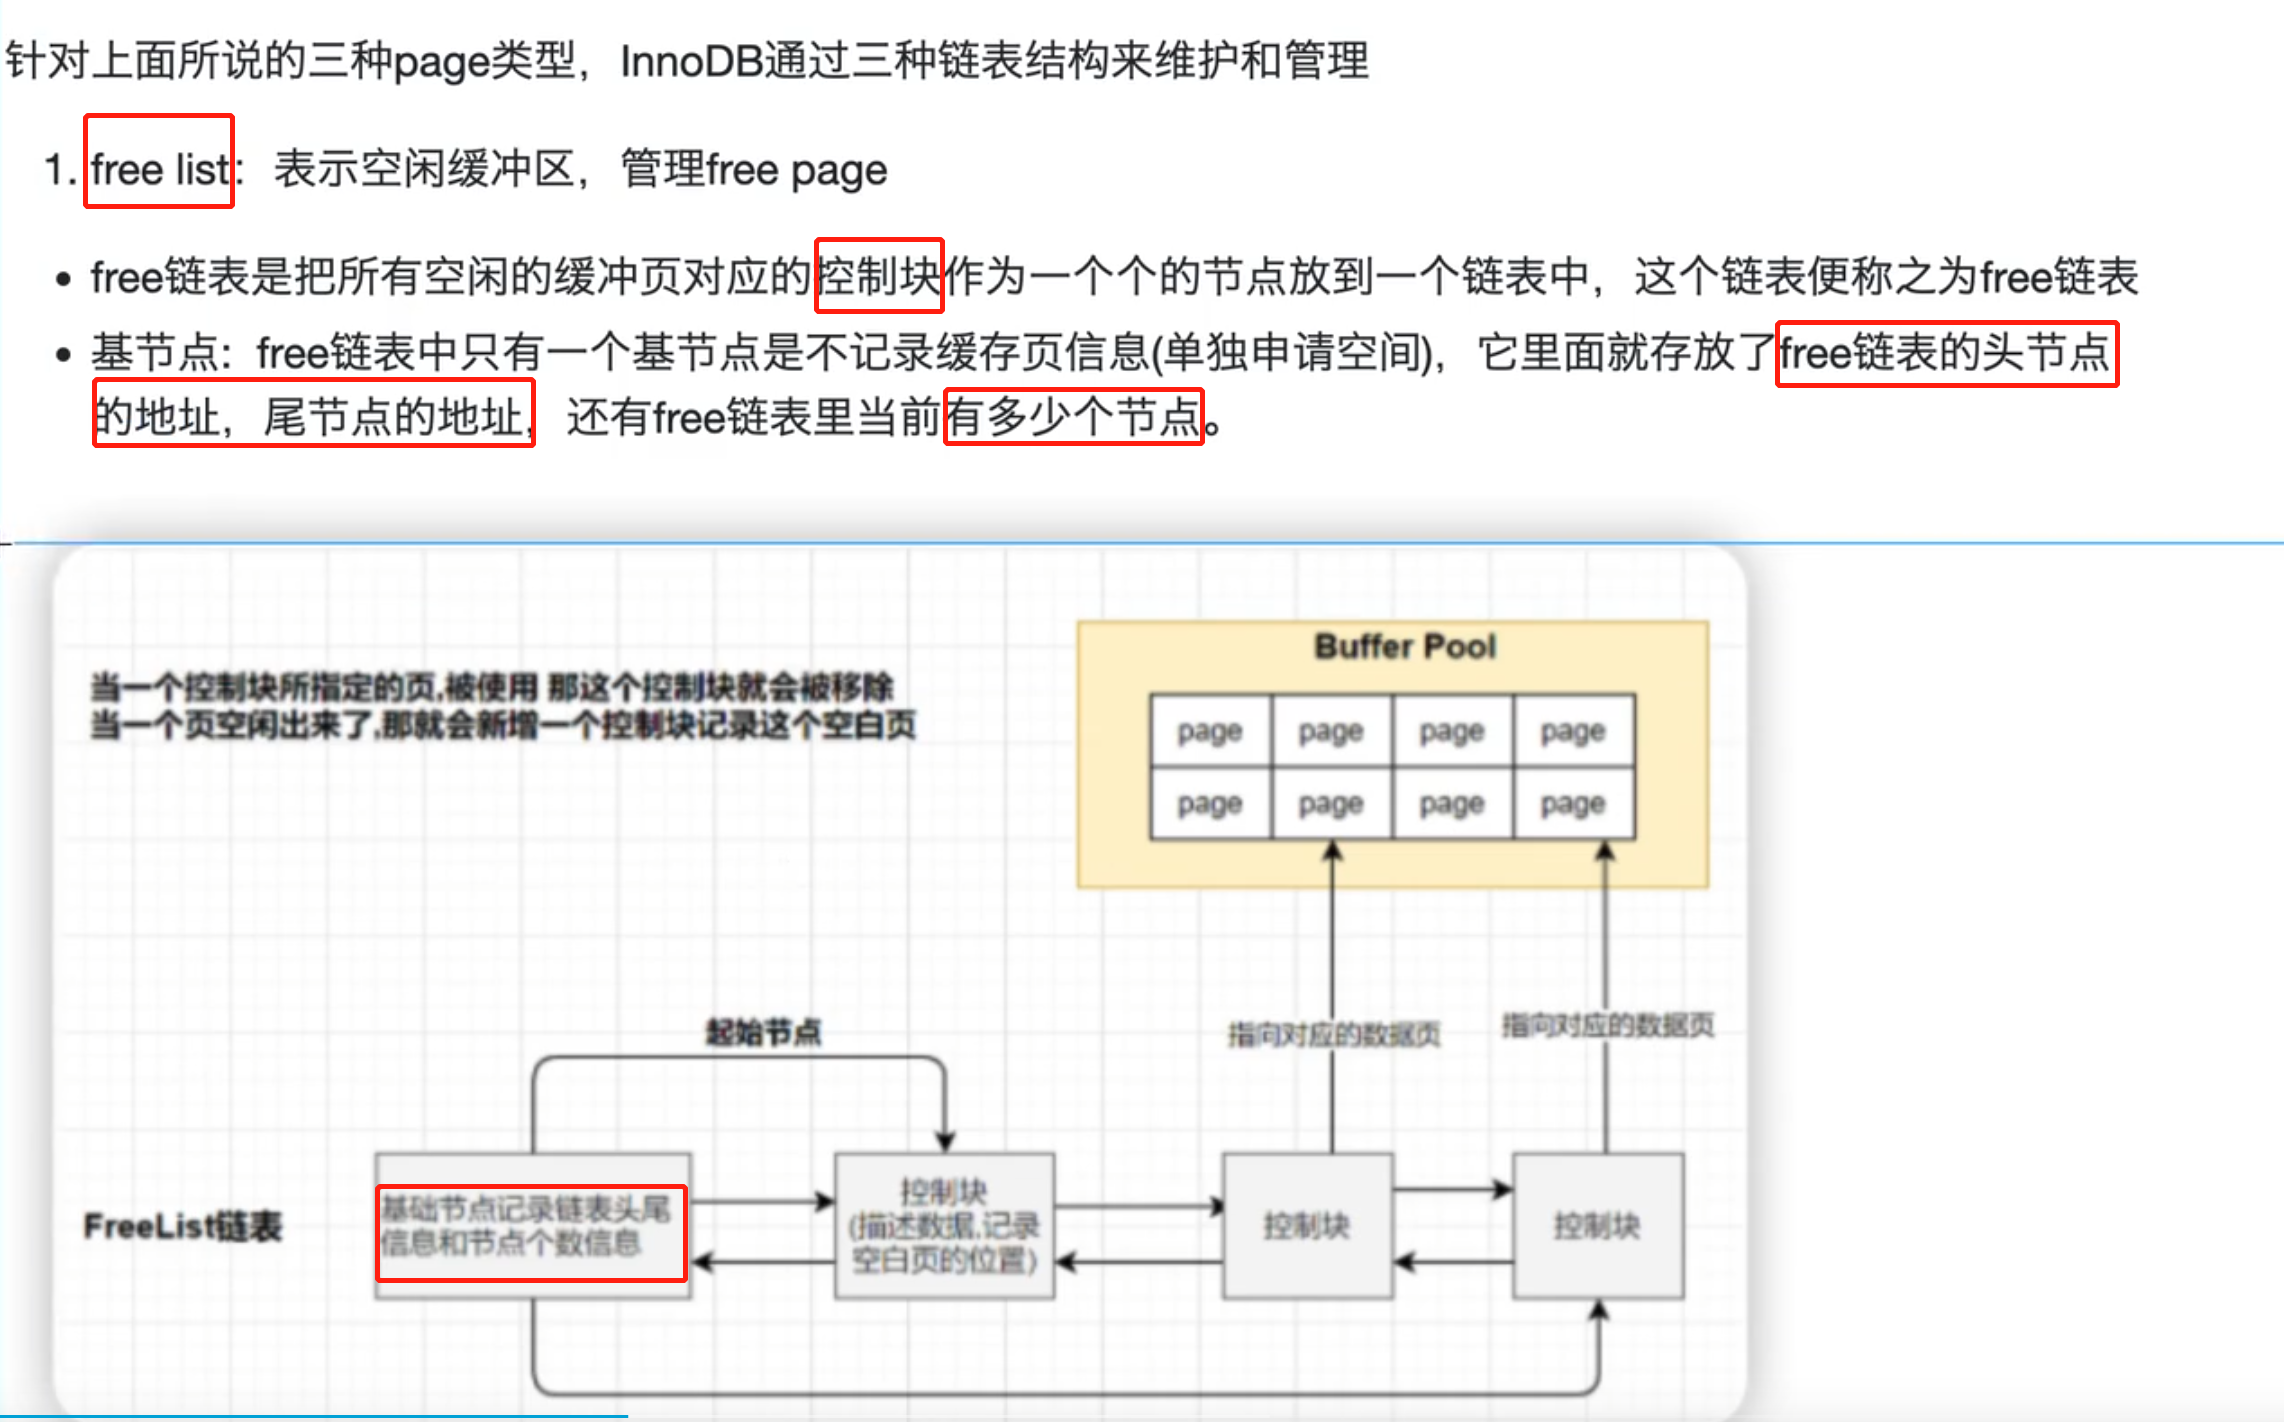 针对上面所说的三种page类型，InnoDB通过三种链表结构来维护和管理
1. free list：表示空闲缓冲区，管理free page
• free链表是把所有空闲的缓冲页对应的控制块作为一个个的节点放到一个链表中，这个链表便称之为free链表
• 基节点：free链表中只有一个基节点是不记录缓存页信息(单独申请空间)，它里面就存放了free链表的头节点
的地址，尾节点的地址，还有free链表里当前有多少个节点。
Buffer Pool
当一个控制块所指定的页,被使用 那这个控制块就会被移除
当一个页空闲出来了,那就会新增一个控制块记录这个空白页
page page page page
page page page page
起始节点
指向对应的数据页
指向对应的数据页
FreeList链表
基础节点记录链表头尾
信息和节点个数信息
控制块
(描述数据,记录
空白页的位置)
控制块
控制块